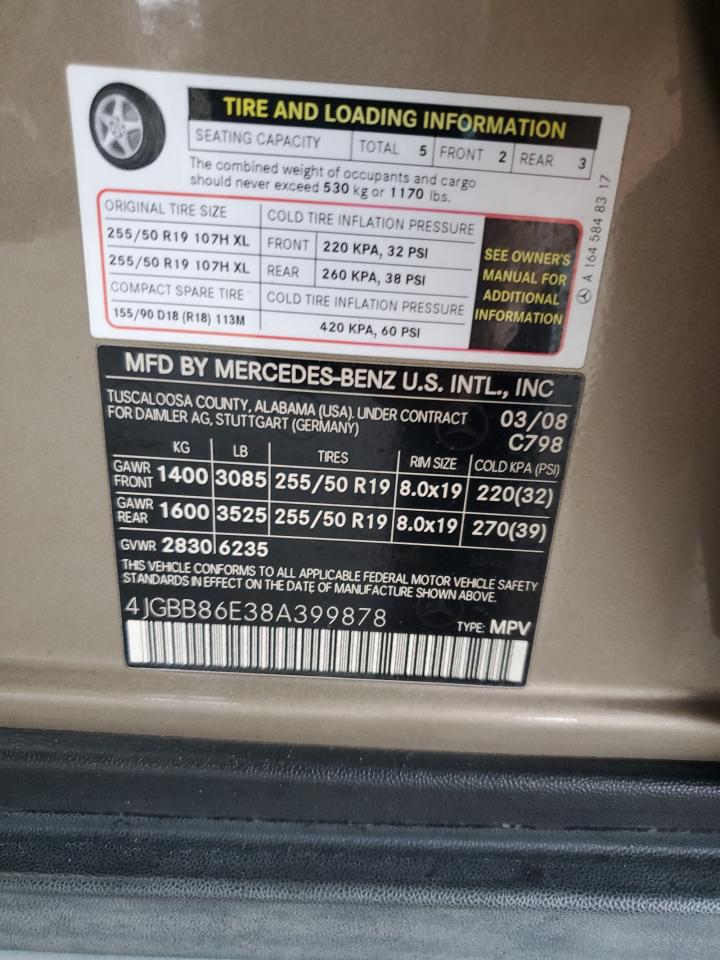 TIRE AND LOADING INFORMATION
SEATING CAPACITY TOTAL 5 FRONT 2 REAR 3
The combined weight of occupants and cargo
should never exceed 530 kg or 1170 lbs.
ORIGINAL TIRE SIZE COLD TIRE INFLATION PRESSURE
255/50 R19 107H XL FRONT 220 KPA, 32 PSI
255/50 R19 107H XL REAR 260 KPA, 38 PSI
COMPACT SPARE TIRE COLD TIRE INFLATION PRESSURE
155/90 D18 (R18) 113M 420 KPA, 60 PSI
SEE OWNER'S
MANUAL FOR
ADDITIONAL
INFORMATION
A 164 584 83 17
MFD BY MERCEDES-BENZ U.S. INTL., INC
TUSCALOOSA COUNTY, ALABAMA (USA), UNDER CONTRACT 03/08
FOR DAIMLER AG, STUTTGART (GERMANY) C798
KG LB TIRES RIM SIZE COLD KPA (PSI)
GAWR FRONT 1400 3085 255/50 R19 8.0x19 220(32)
GAWR REAR 1600 3525 255/50 R19 8.0x19 270(39)
GVWR 2830 6235
THIS VEHICLE CONFORMS TO ALL APPLICABLE FEDERAL MOTOR VEHICLE SAFETY
STANDARDS IN EFFECT ON THE DATE OF MANUFACTURE SHOWN ABOVE.
4JGBB86E38A399878 TYPE: MPV